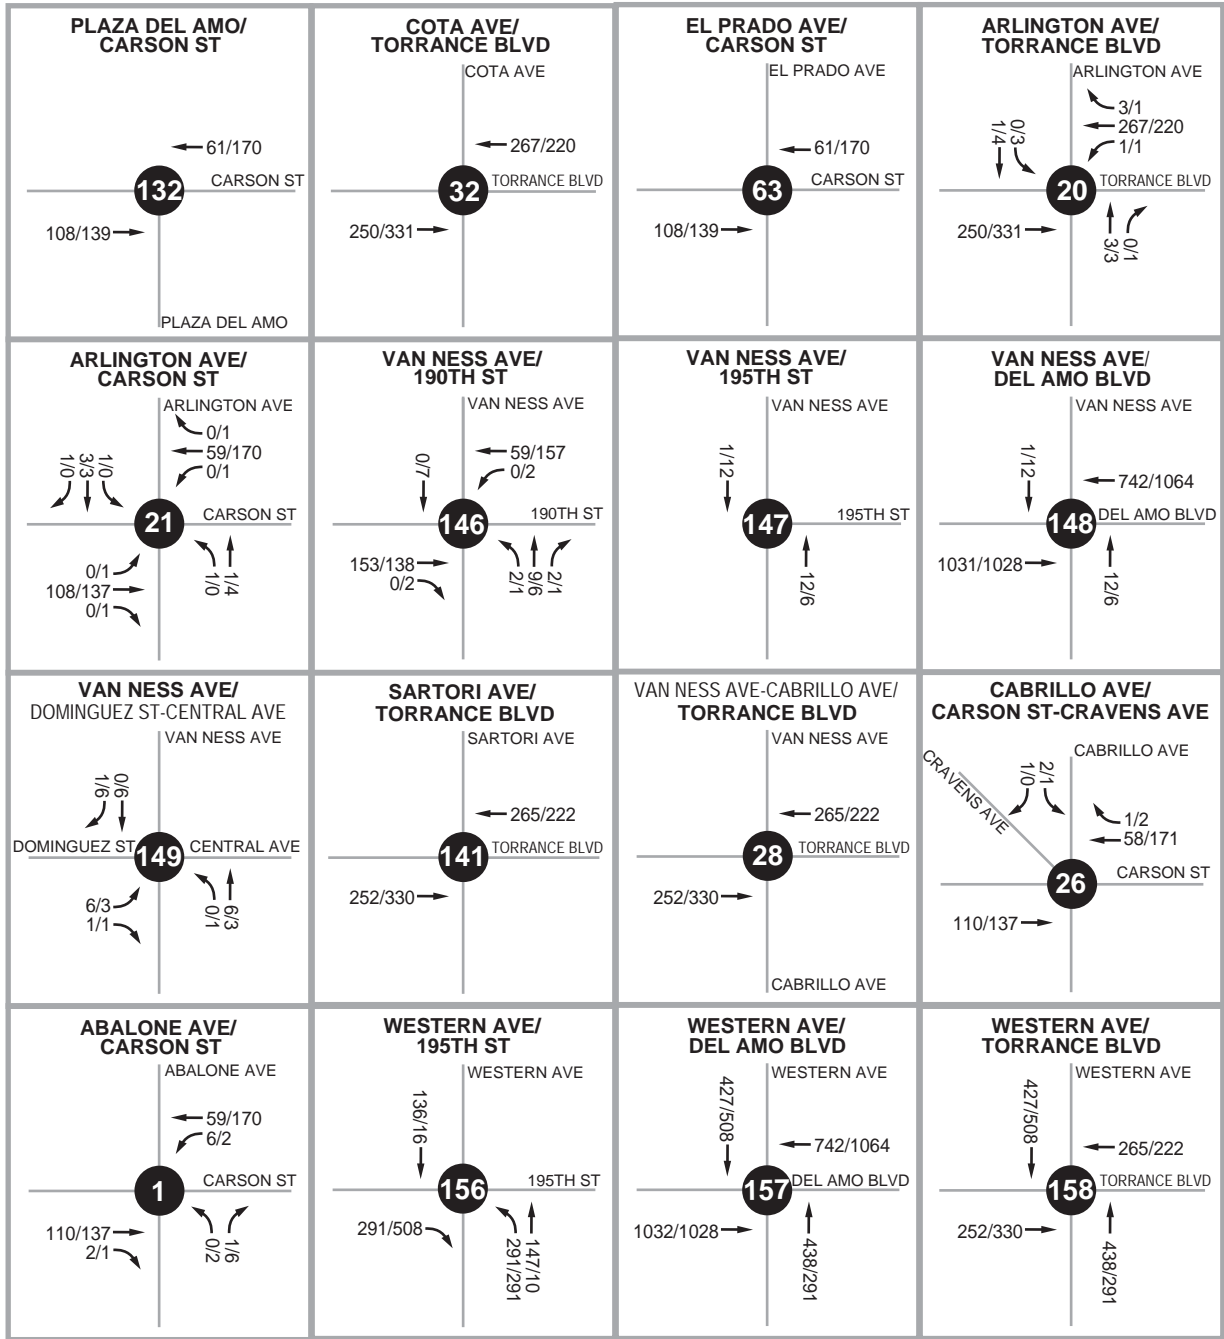 PLAZA DEL AMO/
CARSON ST
61/170
132
CARSON ST
108/139
PLAZA DEL AMO
COTA AVE/
TORRANCE BLVD
COTA AVE
267/220
32
TORRANCE BLVD
250/331
EL PRADO AVE/
CARSON ST
EL PRADO AVE
61/170
63
CARSON ST
108/139
ARLINGTON AVE/
TORRANCE BLVD
ARLINGTON AVE
3/1
267/220
1/1
1/4
0/3
20
TORRANCE BLVD
250/331
3/3
0/1
ARLINGTON AVE/
CARSON ST
ARLINGTON AVE
0/1
59/170
0/1
1/0
3/3
1/0
21
CARSON ST
0/1
108/137
0/1
1/0
1/4
VAN NESS AVE/
190TH ST
VAN NESS AVE
59/157
0/2
0/7
146
190TH ST
153/138
0/2
2/1
9/6
2/1
VAN NESS AVE/
195TH ST
VAN NESS AVE
1/12
147
195TH ST
12/6
VAN NESS AVE/
DEL AMO BLVD
VAN NESS AVE
1/12
742/1064
148
DEL AMO BLVD
1031/1028
12/6
VAN NESS AVE/
DOMINGUEZ ST-CENTRAL AVE
VAN NESS AVE
1/6
0/6
DOMINGUEZ ST
149
CENTRAL AVE
6/3
1/1
0/1
6/3
SARTORI AVE/
TORRANCE BLVD
SARTORI AVE
265/222
141
TORRANCE BLVD
252/330
VAN NESS AVE-CABRILLO AVE/
TORRANCE BLVD
VAN NESS AVE
265/222
28
TORRANCE BLVD
252/330
CABRILLO AVE
CABRILLO AVE/
CARSON ST-CRAVENS AVE
CABRILLO AVE
CRAVENS AVE
1/0
2/1
1/2
58/171
26
CARSON ST
110/137
ABALONE AVE/
CARSON ST
ABALONE AVE
59/170
6/2
1
CARSON ST
110/137
2/1
0/2
1/6
WESTERN AVE/
195TH ST
WESTERN AVE
136/16
156
195TH ST
291/508
291/291
147/10
WESTERN AVE/
DEL AMO BLVD
WESTERN AVE
427/508
742/1064
157
DEL AMO BLVD
1032/1028
438/291
WESTERN AVE/
TORRANCE BLVD
WESTERN AVE
427/508
265/222
158
TORRANCE BLVD
252/330
438/291